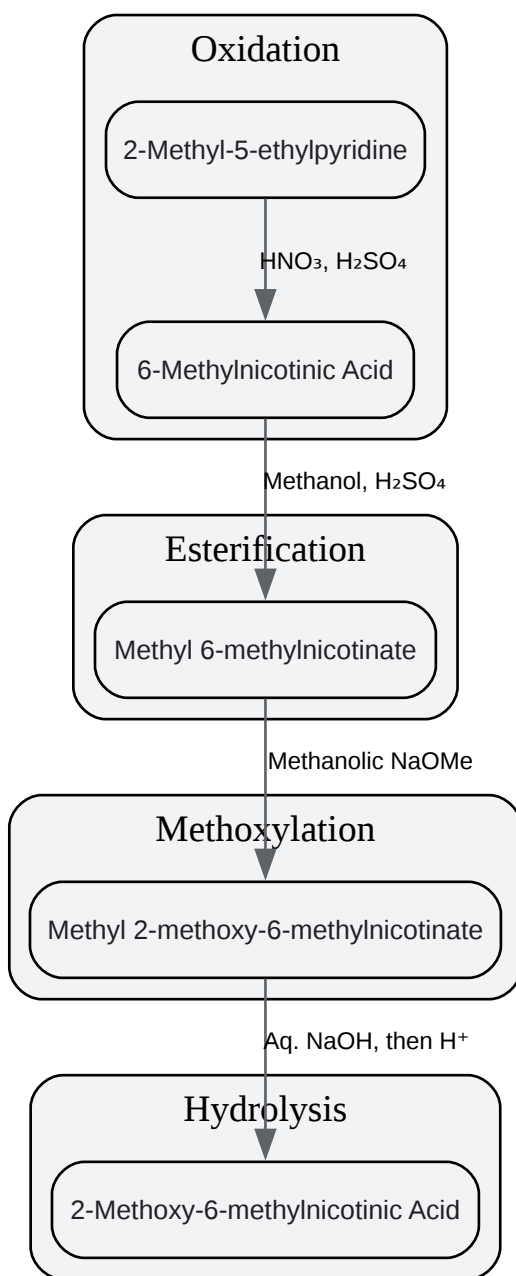 Oxidation
2-Methyl-5-ethylpyridine
HNO₃, H₂SO₄
6-Methylnicotinic Acid
Methanol, H₂SO₄
Esterification
Methyl 6-methylnicotinate
Methanolic NaOMe
Methoxylation
Methyl 2-methoxy-6-methylnicotinate
Aq. NaOH, then H⁺
Hydrolysis
2-Methoxy-6-methylnicotinic Acid